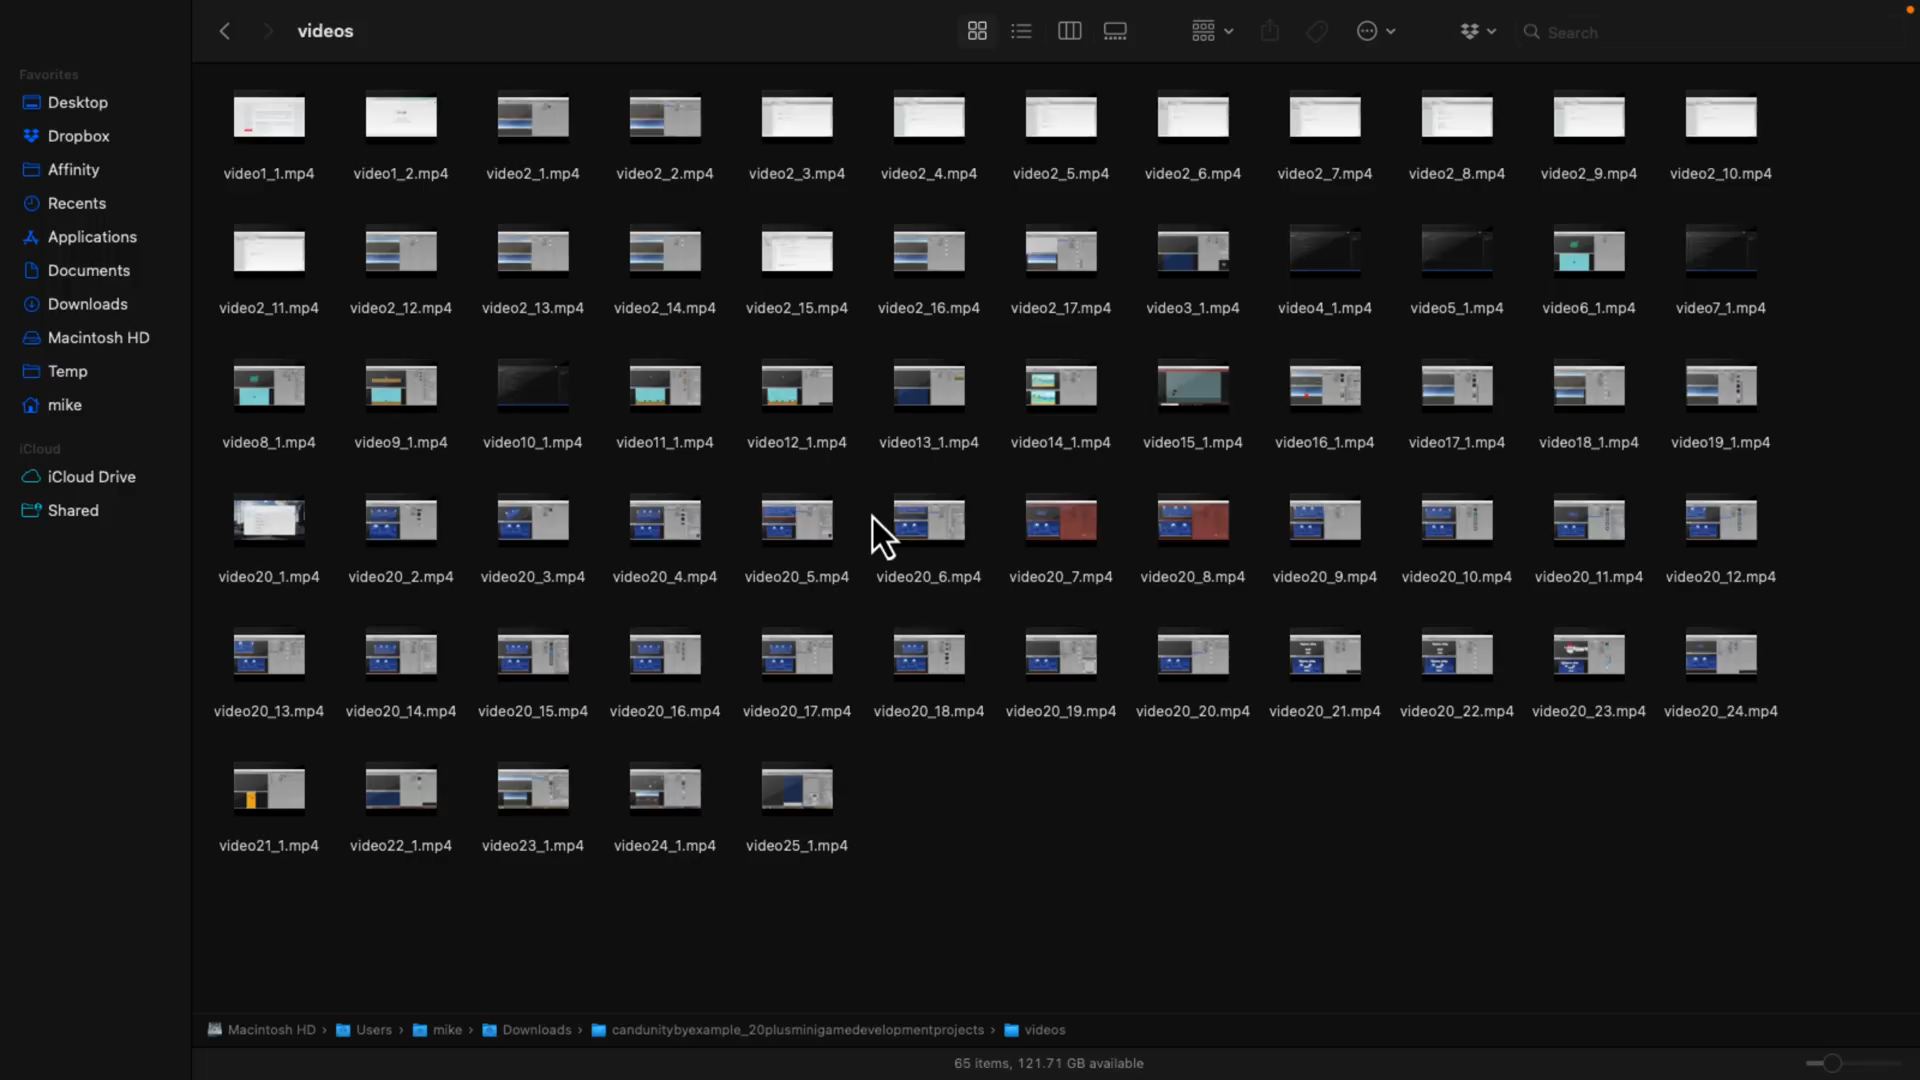 videos
Search
Favorites
Desktop
Dropbox
Affinity
Recents
Applications
Documents
Downloads
Macintosh HD
Temp
mike
iCloud
iCloud Drive
Shared
video1_1.mp4 video1_2.mp4 video2_1.mp4 video2_2.mp4 video2_3.mp4 video2_4.mp4 video2_5.mp4 video2_6.mp4 video2_7.mp4 video2_8.mp4 video2_9.mp4 video2_10.mp4
video2_11.mp4 video2_12.mp4 video2_13.mp4 video2_14.mp4 video2_15.mp4 video2_16.mp4 video2_17.mp4 video3_1.mp4 video4_1.mp4 video5_1.mp4 video6_1.mp4 video7_1.mp4
video8_1.mp4 video9_1.mp4 video10_1.mp4 video11_1.mp4 video12_1.mp4 video13_1.mp4 video14_1.mp4 video15_1.mp4 video16_1.mp4 video17_1.mp4 video18_1.mp4 video19_1.mp4
video20_1.mp4 video20_2.mp4 video20_3.mp4 video20_4.mp4 video20_5.mp4 video20_6.mp4 video20_7.mp4 video20_8.mp4 video20_9.mp4 video20_10.mp4 video20_11.mp4 video20_12.mp4
video20_13.mp4 video20_14.mp4 video20_15.mp4 video20_16.mp4 video20_17.mp4 video20_18.mp4 video20_19.mp4 video20_20.mp4 video20_21.mp4 video20_22.mp4 video20_23.mp4 video20_24.mp4
video21_1.mp4 video22_1.mp4 video23_1.mp4 video24_1.mp4 video25_1.mp4
Macintosh HD › Users › mike › Downloads › candunitybyexample_20plusminigamedevelopmentprojects › videos
65 items, 121.71 GB available